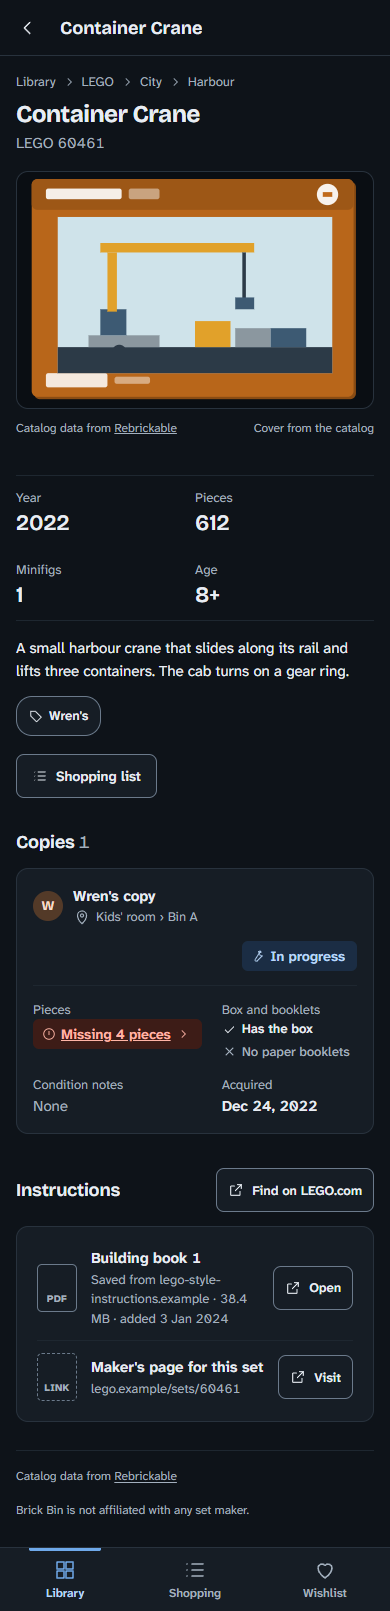 Container Crane
Library > LEGO > City > Harbour
Container Crane
LEGO 60461
Catalog data from Rebrickable
Cover from the catalog
Year
Pieces
2022
612
Minifigs
Age
1
8+
A small harbour crane that slides along its rail and
lifts three containers. The cab turns on a gear ring.
Wren's
Shopping list
Copies 1
W
Wren's copy
Kids' room › Bin A
In progress
Pieces
Box and booklets
Missing 4 pieces
Has the box
No paper booklets
Condition notes
Acquired
None
Dec 24, 2022
Instructions
Find on LEGO.com
PDF
Building book 1
Saved from lego-style-
instructions.example · 38.4
MB · added 3 Jan 2024
Open
LINK
Maker's page for this set
lego.example/sets/60461
Visit
Catalog data from Rebrickable
Brick Bin is not affiliated with any set maker.
Library
Shopping
Wishlist